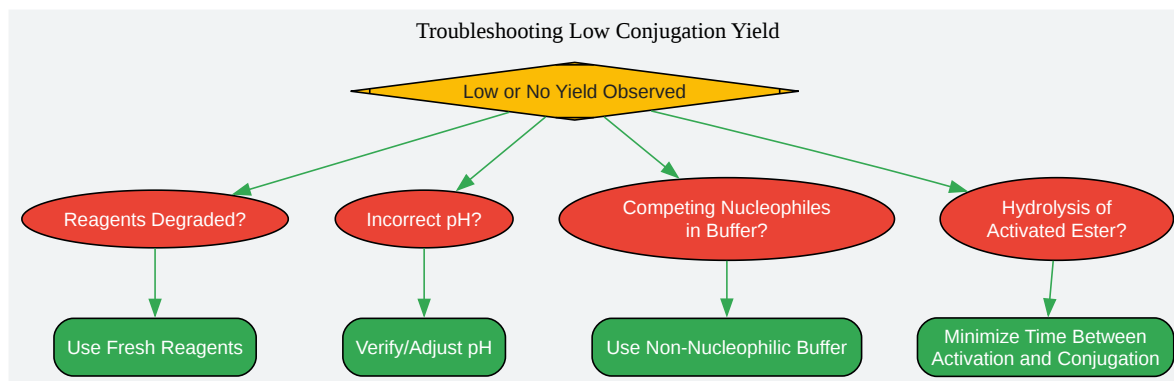 Troubleshooting Low Conjugation Yield
Low or No Yield Observed
Reagents Degraded?
Incorrect pH?
Competing Nucleophiles
in Buffer?
Hydrolysis of
Activated Ester?
Use Fresh Reagents
Verify/Adjust pH
Use Non-Nucleophilic Buffer
Minimize Time Between
Activation and Conjugation